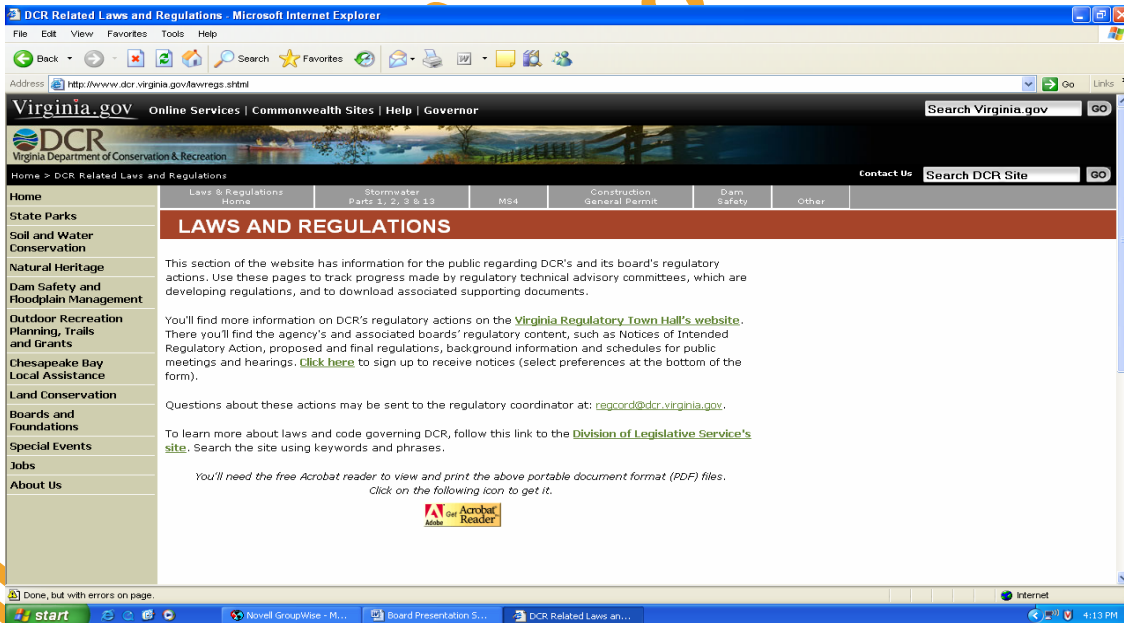 DCR Related Laws and Regulations - Microsoft Internet Explorer
File Edit View Favorites Tools Help
Back Search Favorites
Address http://www.dcr.virginia.gov/lawregs.shtml Go Links
Virginia.gov Online Services | Commonwealth Sites | Help | Governor Search Virginia.gov GO
DCR
Virginia Department of Conservation & Recreation
Home > DCR Related Laws and Regulations Contact Us Search DCR Site GO
Home
State Parks
Soil and Water
Conservation
Natural Heritage
Dam Safety and
Floodplain Management
Outdoor Recreation
Planning, Trails
and Grants
Chesapeake Bay
Local Assistance
Land Conservation
Boards and
Foundations
Special Events
Jobs
About Us
Laws & Regulations
Home
Stormwater
Parts 1, 2, 3 & 13
MS4
Construction
General Permit
Dam
Safety
Other
LAWS AND REGULATIONS
This section of the website has information for the public regarding DCR's and its board's regulatory
actions. Use these pages to track progress made by regulatory technical advisory committees, which are
developing regulations, and to download associated supporting documents.
You'll find more information on DCR's regulatory actions on the Virginia Regulatory Town Hall's website.
There you'll find the agency's and associated boards' regulatory content, such as Notices of Intended
Regulatory Action, proposed and final regulations, background information and schedules for public
meetings and hearings. Click here to sign up to receive notices (select preferences at the bottom of the
form).
Questions about these actions may be sent to the regulatory coordinator at: regcord@dcr.virginia.gov.
To learn more about laws and code governing DCR, follow this link to the Division of Legislative Service's
site. Search the site using keywords and phrases.
You'll need the free Acrobat reader to view and print the above portable document format (PDF) files.
Click on the following icon to get it.
Adobe Get Acrobat Reader
Done, but with errors on page. Internet
start Novell GroupWise - M... Board Presentation S... DCR Related Laws an... 4:13 PM